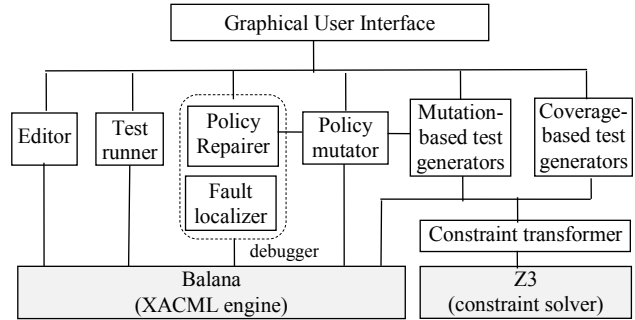 Graphical User Interface
Editor
Test
runner
Policy
Repairer
Fault
localizer
Policy
mutator
Mutation-
based test
generators
Coverage-
based test
generators
debugger
Constraint transformer
Balana
(XACML engine)
Z3
(constraint solver)